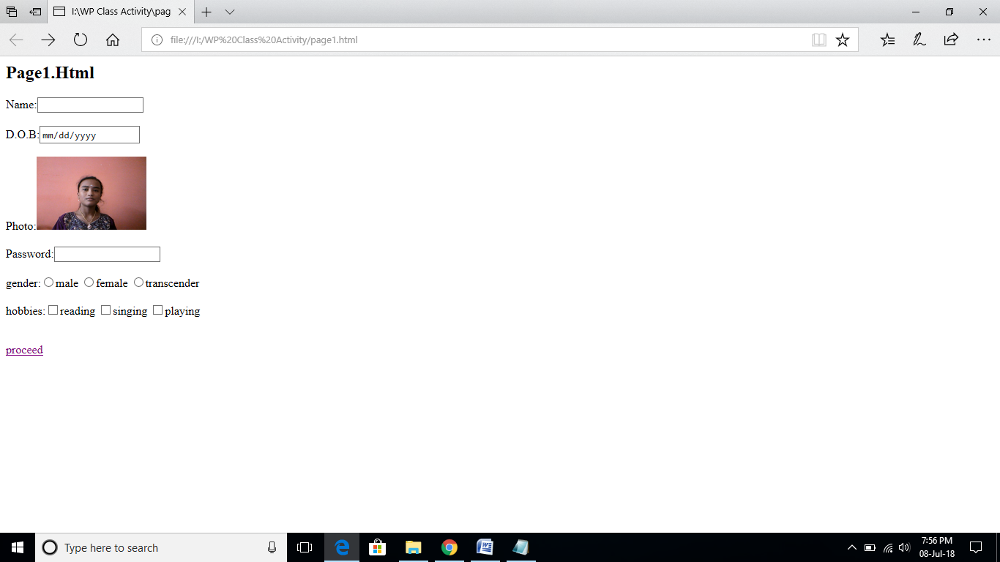 I:\WP Class Activity\pag
file:///I:/WP%20Class%20Activity/page1.html
Page1.Html
Name:
D.O.B: mm/dd/yyyy
Photo:
Password:
gender: male female transcender
hobbies: reading singing playing
proceed
Type here to search
7:56 PM
08-Jul-18